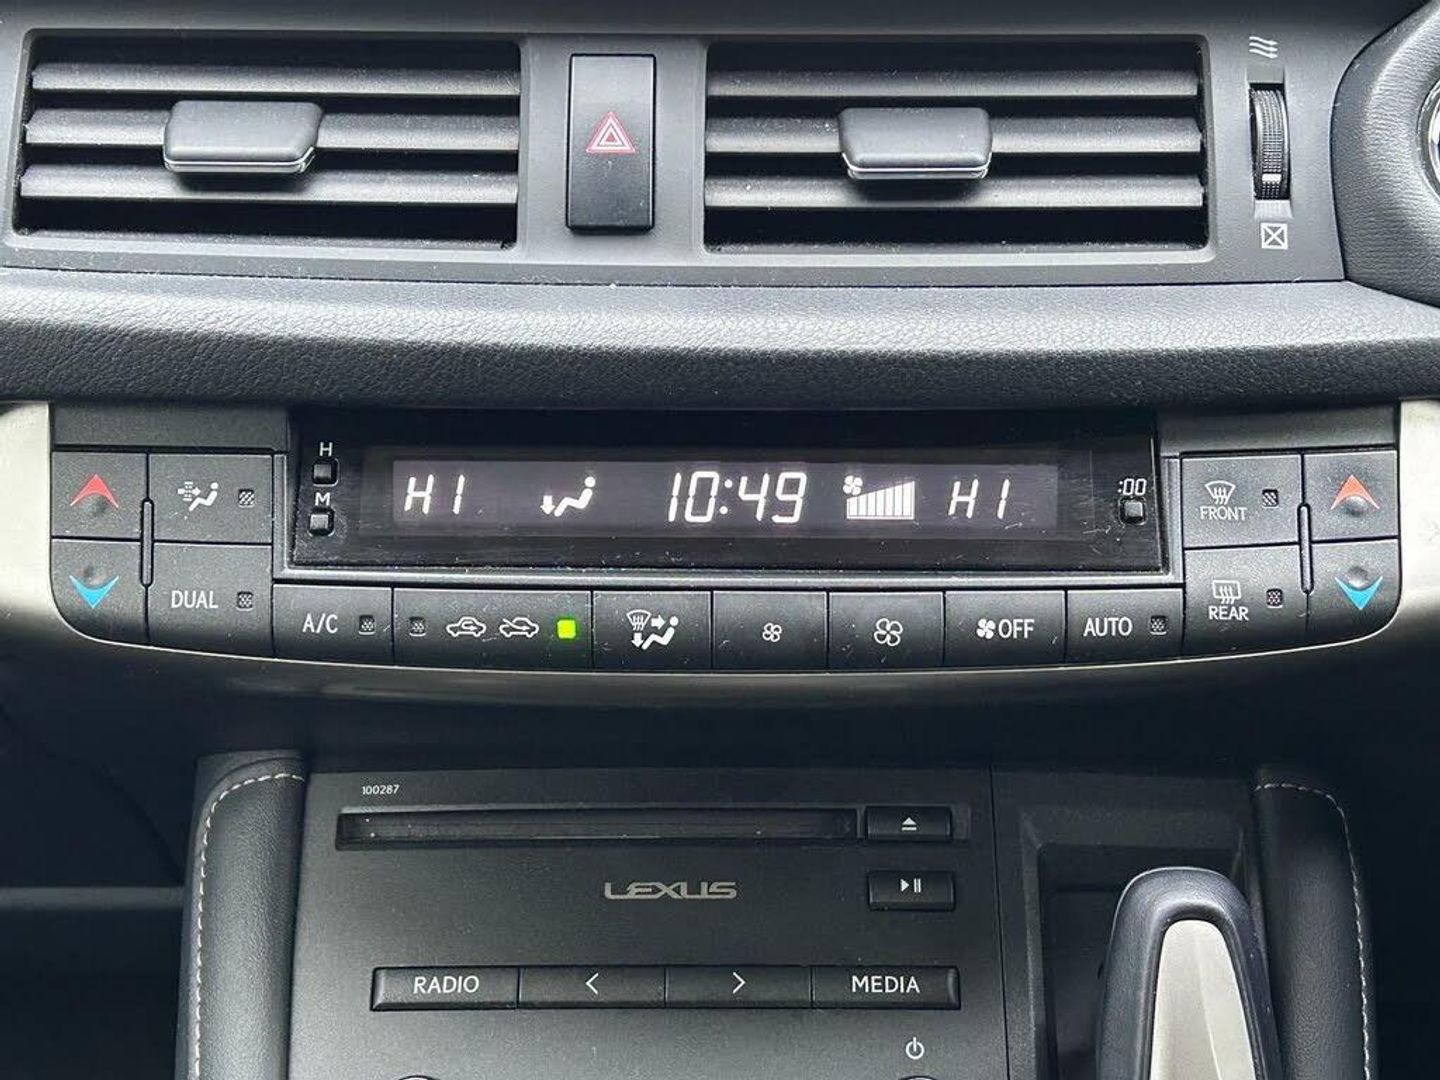 H
M
HI 10:49 HI
:00
FRONT
DUAL
REAR
A/C
OFF
AUTO
100287
LEXUS
RADIO < > MEDIA